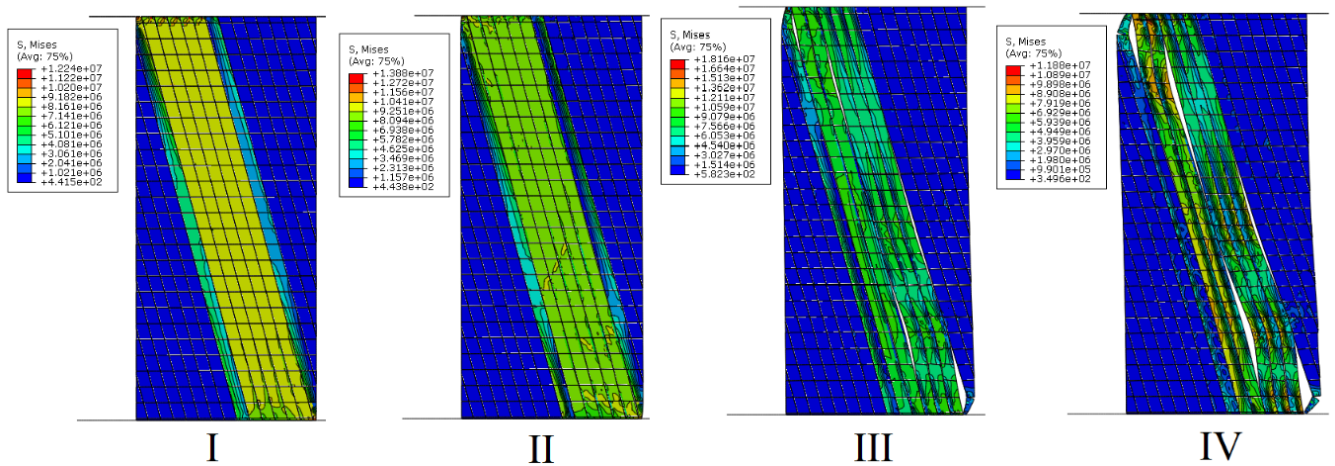 S, Mises
(Avg: 75%)
+1.224e+07
+1.122e+07
+1.020e+07
+9.182e+06
+8.161e+06
+7.141e+06
+6.121e+06
+5.101e+06
+4.081e+06
+3.061e+06
+2.041e+06
+1.021e+06
+4.415e+02
I
S, Mises
(Avg: 75%)
+1.388e+07
+1.272e+07
+1.156e+07
+1.041e+07
+9.251e+06
+8.094e+06
+6.938e+06
+5.782e+06
+4.625e+06
+3.469e+06
+2.313e+06
+1.157e+06
+4.438e+02
II
S, Mises
(Avg: 75%)
+1.816e+07
+1.664e+07
+1.513e+07
+1.362e+07
+1.211e+07
+1.059e+07
+9.079e+06
+7.566e+06
+6.053e+06
+4.540e+06
+3.027e+06
+1.514e+06
+5.823e+02
III
S, Mises
(Avg: 75%)
+1.188e+07
+1.089e+07
+9.898e+06
+8.908e+06
+7.919e+06
+6.929e+06
+5.939e+06
+4.949e+06
+3.959e+06
+2.970e+06
+1.980e+06
+9.901e+05
+3.496e+02
IV